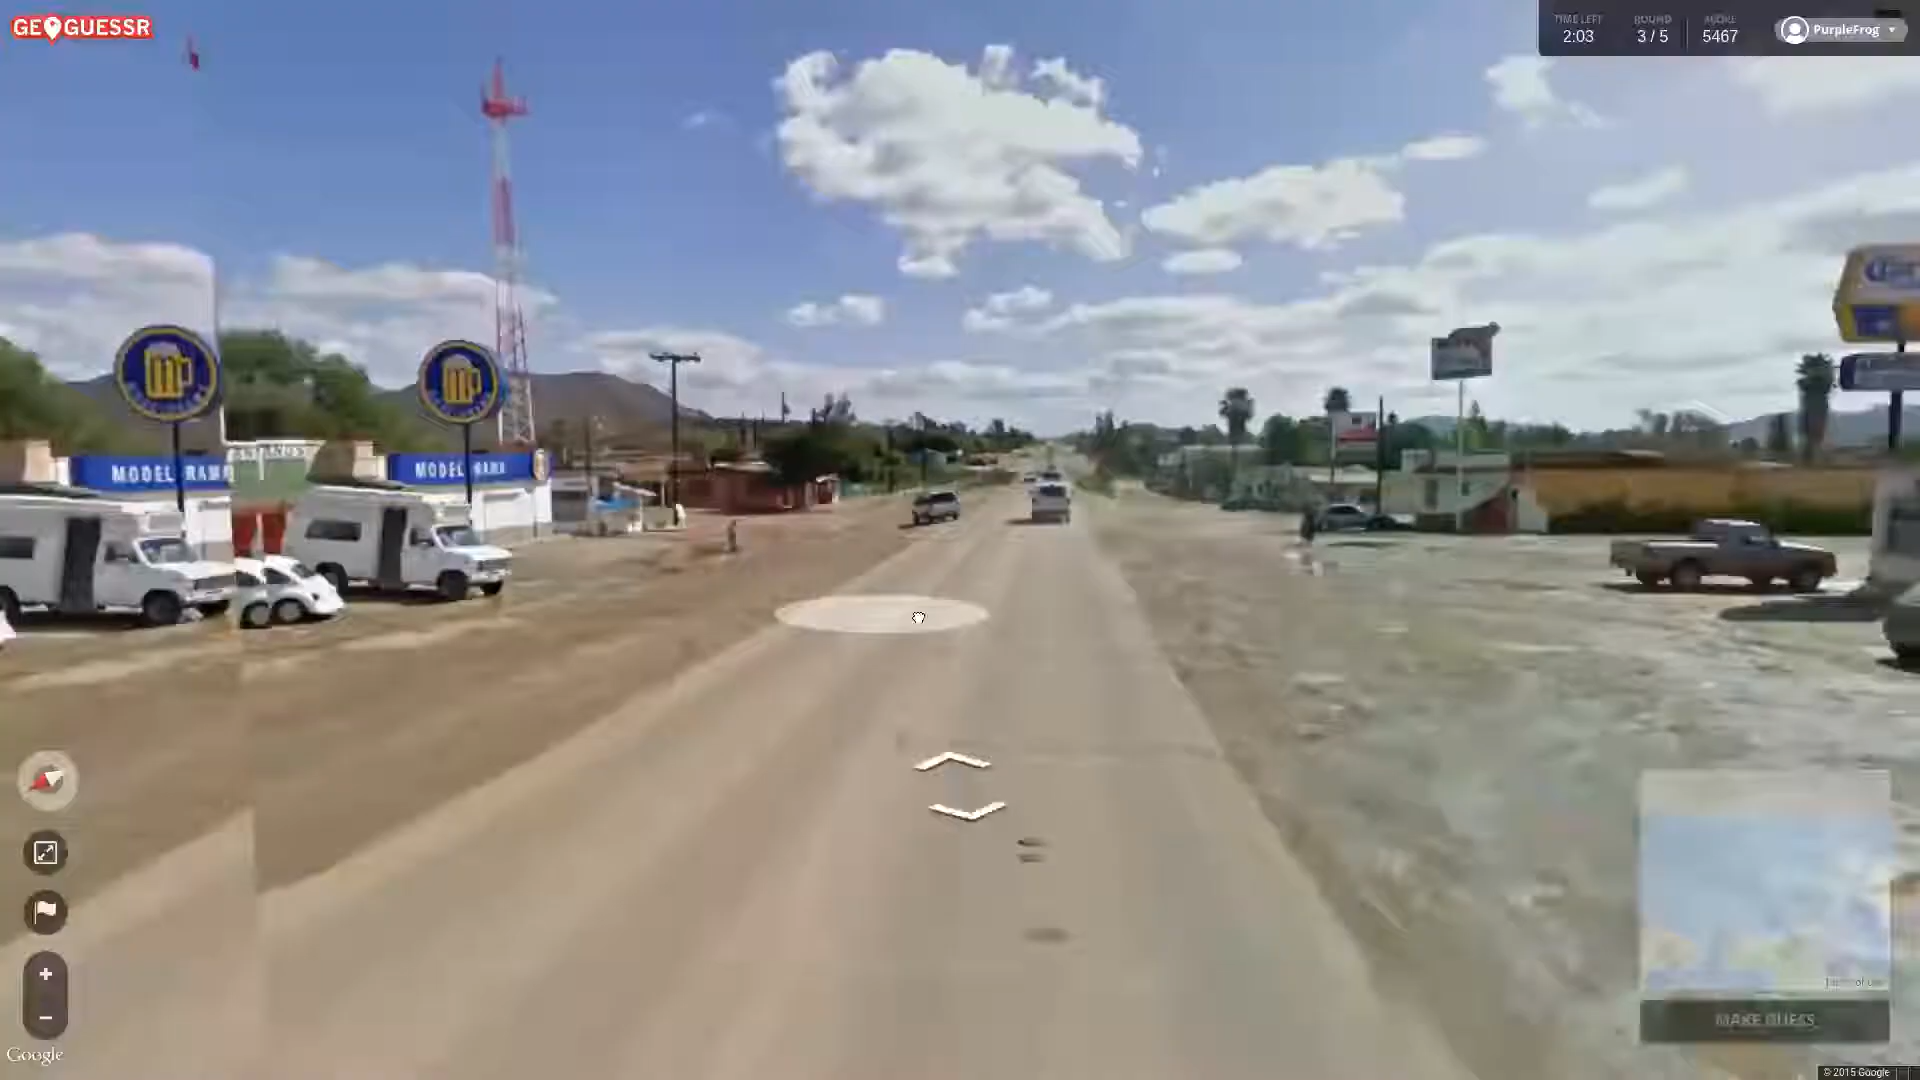 GEOGUESSR
TIME LEFT
2:03
ROUND
3 / 5
SCORE
5467
PurpleFrog
MODELORAMA
MODELORAMA
MAKE GUESS
Google
© 2015 Google